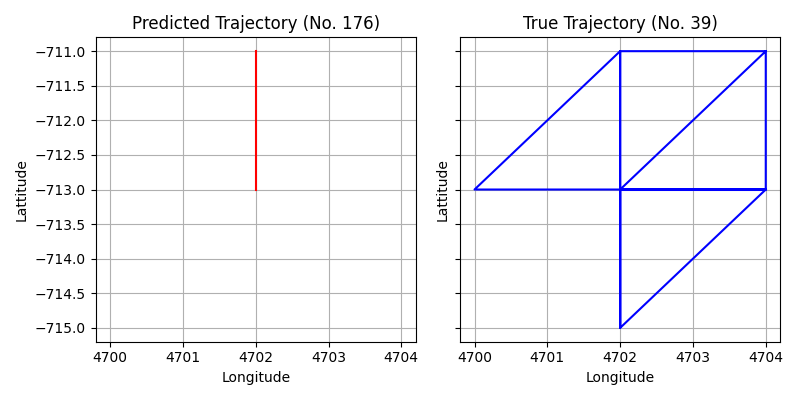 Predicted Trajectory (No. 176)
True Trajectory (No. 39)
−711.0
−711.5
−712.0
−712.5
−713.0
−713.5
−714.0
−714.5
−715.0
Lattitude
Lattitude
4700 4701 4702 4703 4704
4700 4701 4702 4703 4704
Longitude
Longitude